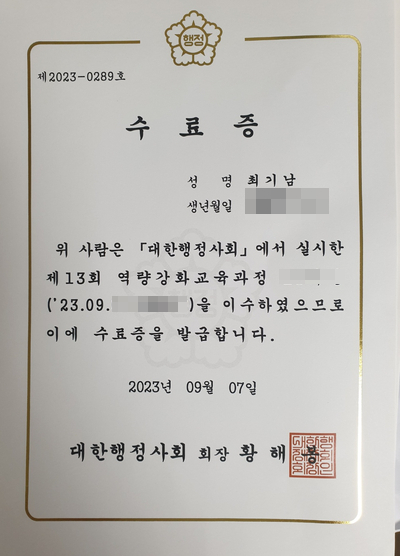 행정
제2023-0289호
수 료 증
성 명 최기남
생년월일
위 사람은 「대한행정사회」에서 실시한
제13회 역량강화교육과정
('23.09. )을 이수하였으므로
이에 수료증을 발급합니다.
2023년 09월 07일
대한행정사회 회장 황 해 봉